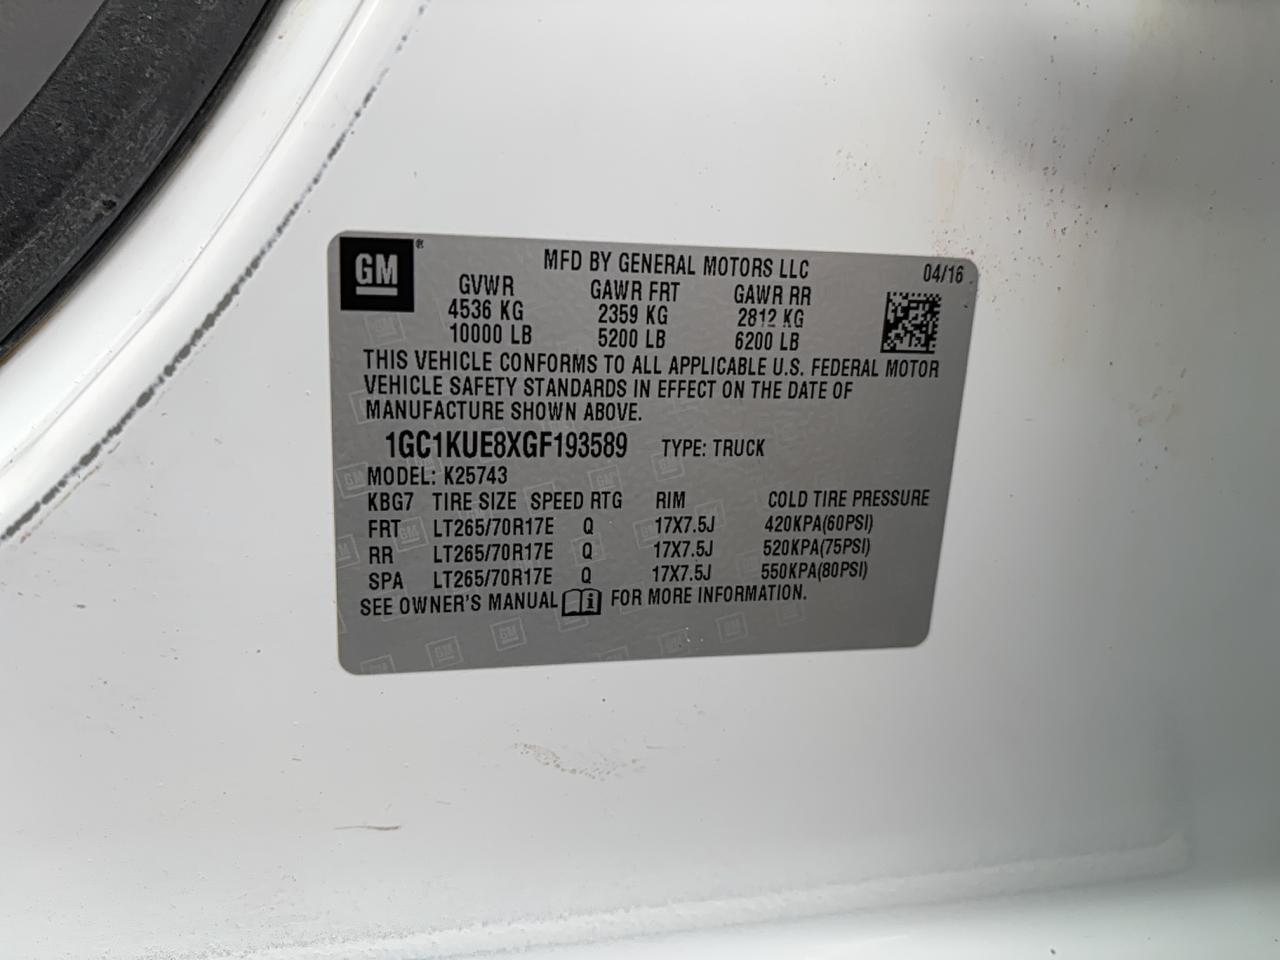 GM ®
MFD BY GENERAL MOTORS LLC 04/16
GVWR GAWR FRT GAWR RR
4536 KG 2359 KG 2812 KG
10000 LB 5200 LB 6200 LB
THIS VEHICLE CONFORMS TO ALL APPLICABLE U.S. FEDERAL MOTOR
VEHICLE SAFETY STANDARDS IN EFFECT ON THE DATE OF
MANUFACTURE SHOWN ABOVE.
1GC1KUE8XGF193589 TYPE: TRUCK
MODEL: K25743
KBG7 TIRE SIZE SPEED RTG RIM COLD TIRE PRESSURE
FRT LT265/70R17E Q 17X7.5J 420KPA(60PSI)
RR LT265/70R17E Q 17X7.5J 520KPA(75PSI)
SPA LT265/70R17E Q 17X7.5J 550KPA(80PSI)
SEE OWNER'S MANUAL i FOR MORE INFORMATION.